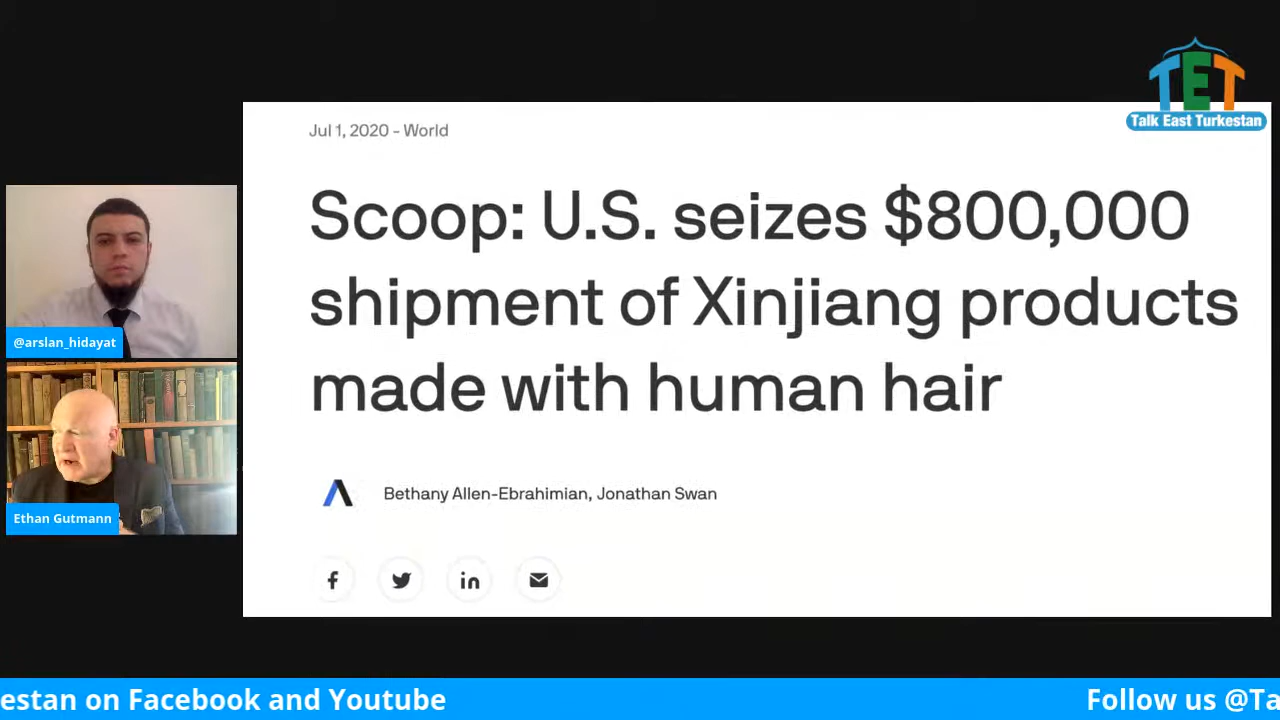 TET
Talk East Turkestan
Jul 1, 2020 - World
Scoop: U.S. seizes $800,000
shipment of Xinjiang products
made with human hair
Bethany Allen-Ebrahimian, Jonathan Swan
@arslan_hidayat
Ethan Gutmann
estan on Facebook and Youtube
Follow us @Ta